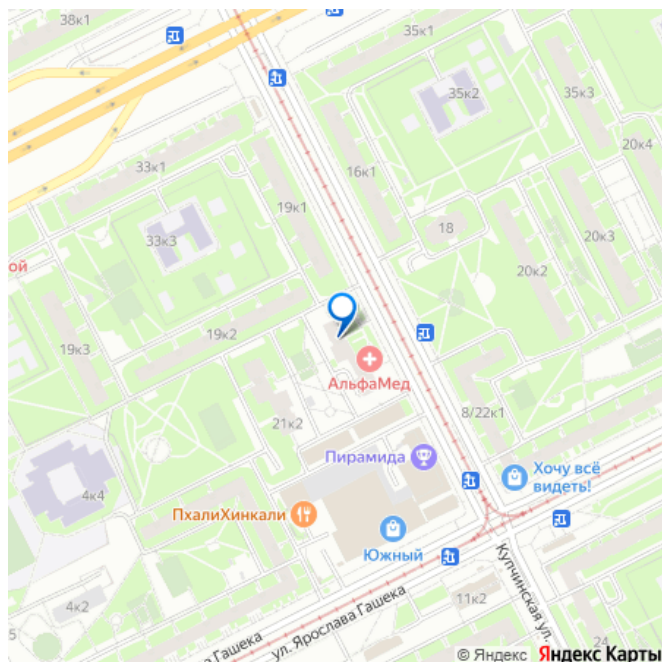 38к1
35к1
35к2
35к3
20к4
33к1
16к1
19к1
18
20к3
33к3
ой
20к2
19к2
19к3
АльфаМед
8/22к1
21к2
Пирамида
Хочу всё
видеть!
4к4
ПхалиХинкали
Южный
Купчинская ул.
4к2
11к2
5
ул. Ярослава Гашека
Гашека
24
© Яндекс Яндекс Карты